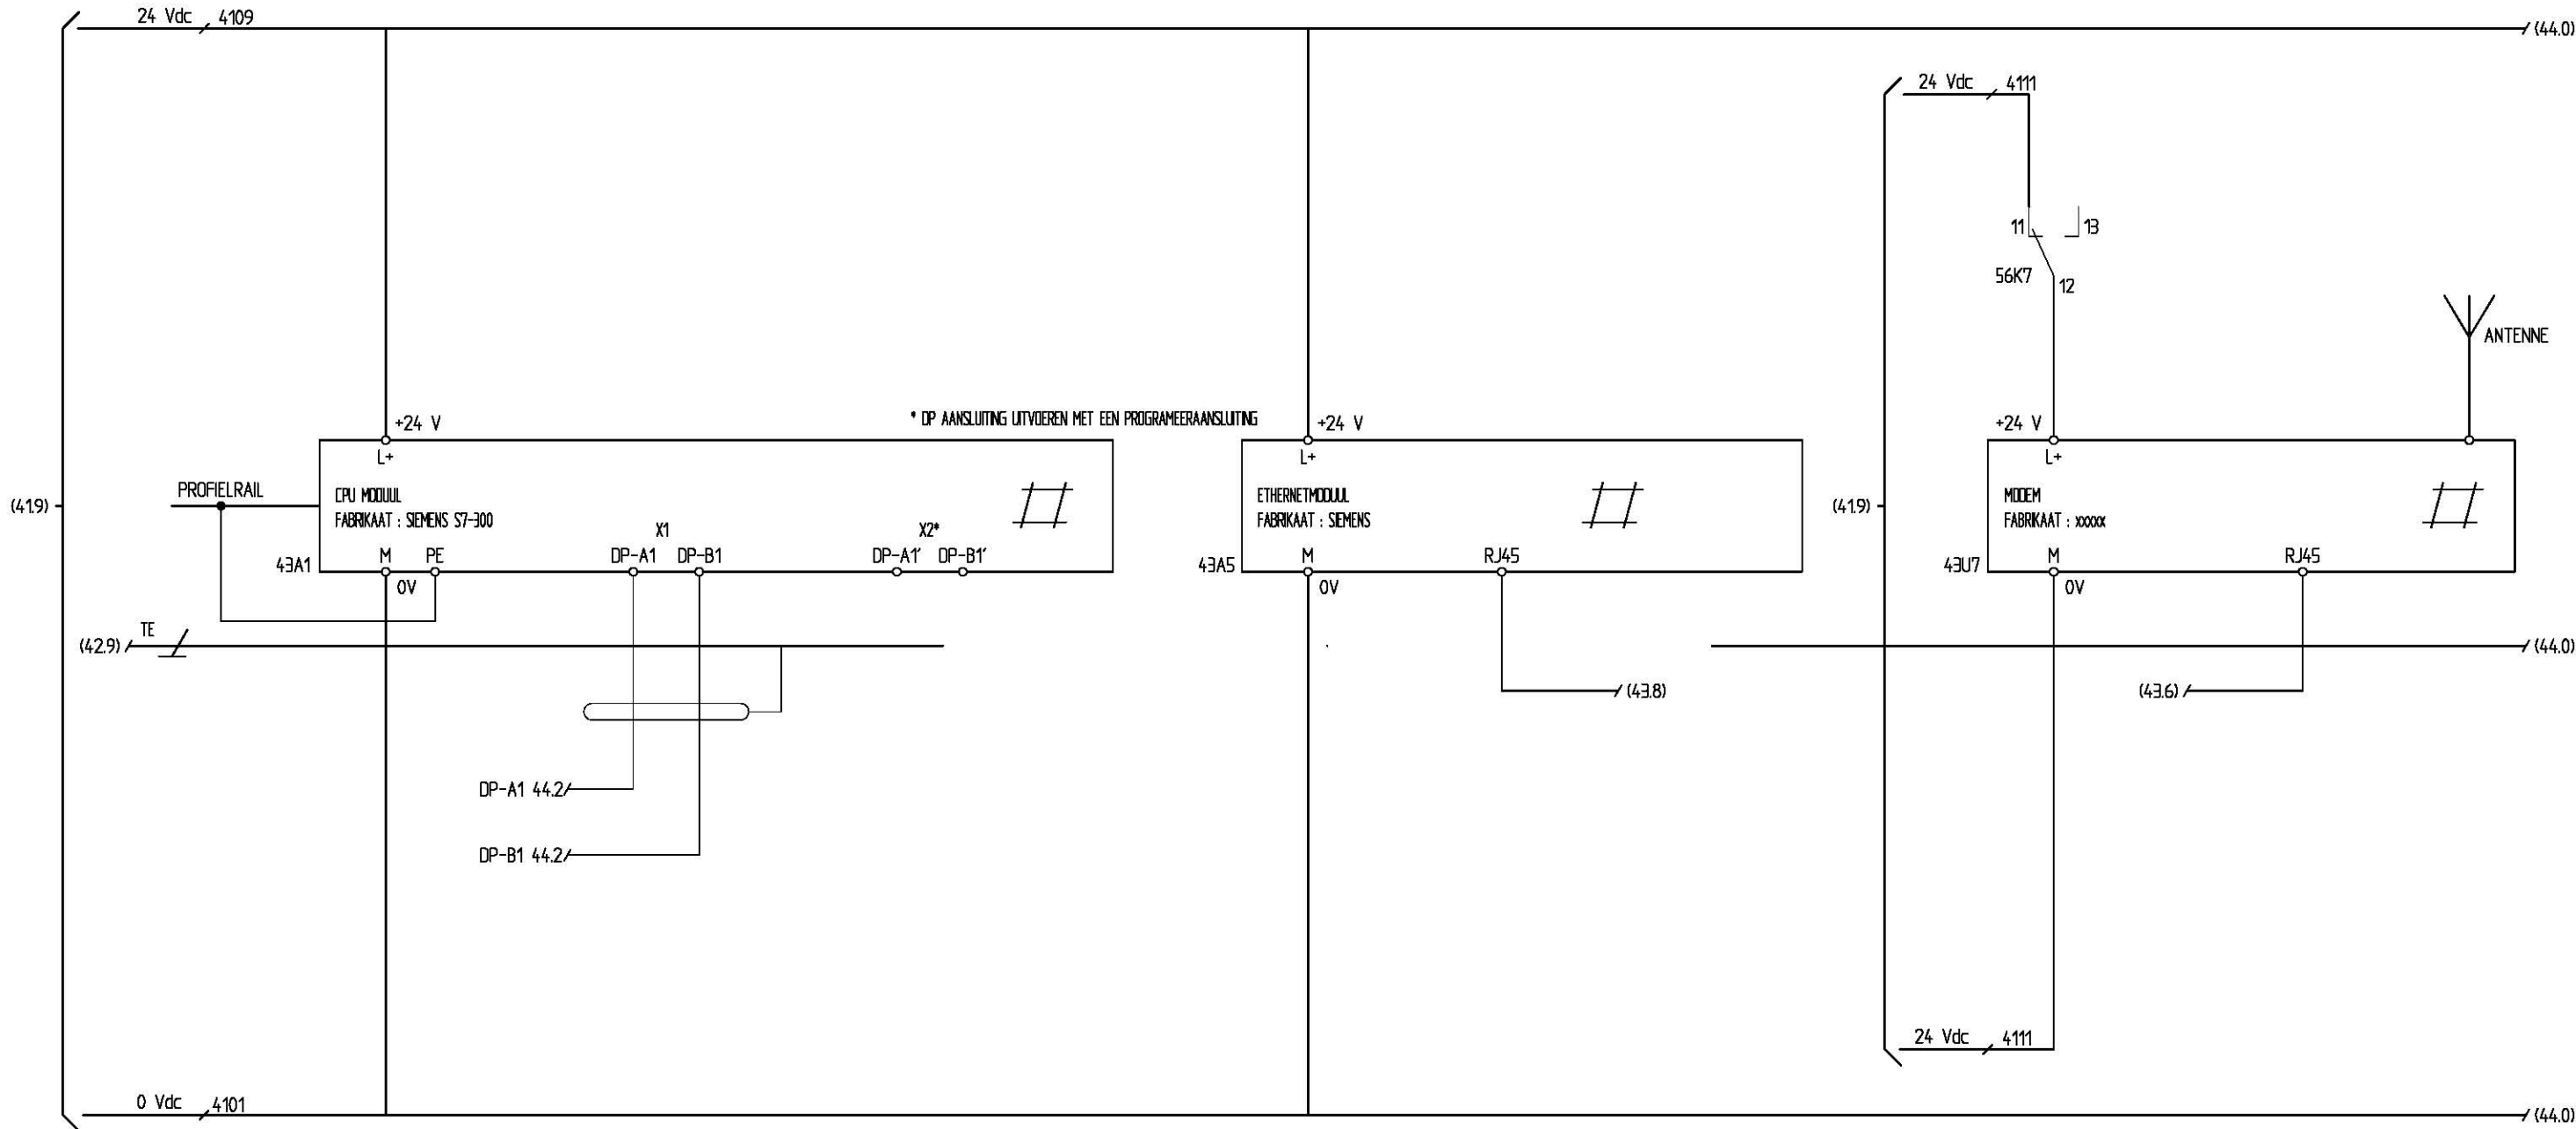 24 Vdc 4109
(44.0)
24 Vdc 4111
11 13
56K7
12
ANTENNE
* DP AANSLUITING UITVOEREN MET EEN PROGRAMEERAANSLUITING
+24 V
+24 V
+24 V
L+
L+
L+
PROFIELRAIL
CPU MODUUL
FABRIKAAT : SIEMENS S7-300
ETHERNETMODUUL
FABRIKAAT : SIEMENS
MODEM
FABRIKAAT : xxxxx
(41.9)
(41.9)
X1
X2*
M PE DP-A1 DP-B1 DP-A1' DP-B1'
M RJ45
M RJ45
43A1
43A5
43U7
0V
0V
0V
TE
(42.9)
(44.0)
(43.8)
(43.6)
DP-A1 44.2/
DP-B1 44.2/
24 Vdc 4111
0 Vdc 4101
(44.0)